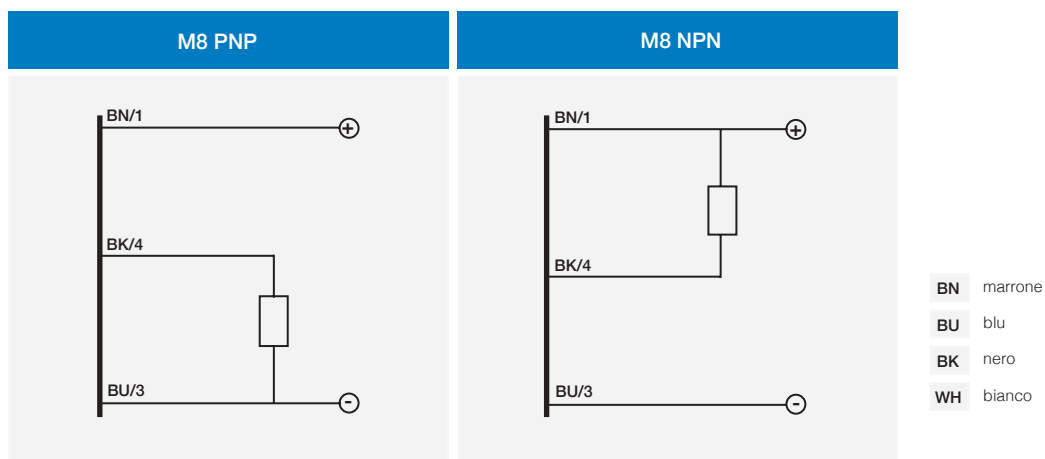 M8 PNP
M8 NPN
BN/1
+
BK/4
BU/3
-
BN/1
+
BK/4
BU/3
-
BN marrone
BU blu
BK nero
WH bianco